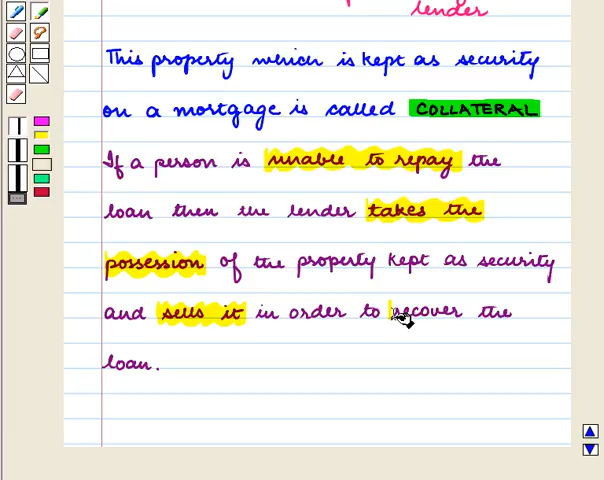 lender
This property which is kept as security
on a mortgage is called COLLATERAL
If a person is unable to repay the
loan then the lender takes the
possession of the property kept as security
and sells it in order to recover the
loan.